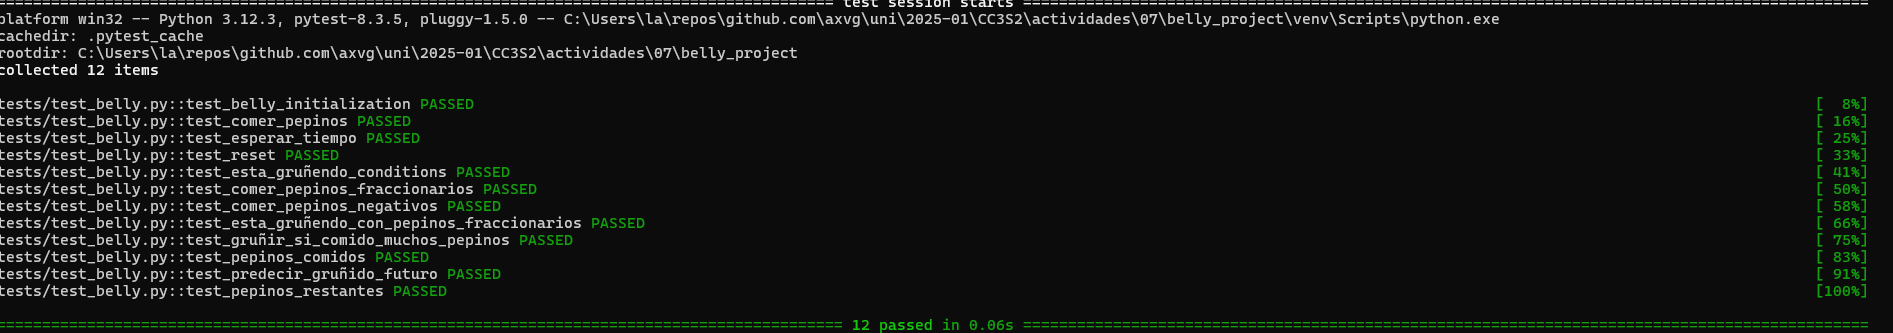 ============================= test session starts =============================
platform win32 -- Python 3.12.3, pytest-8.3.5, pluggy-1.5.0 -- C:\Users\la\repos\github.com\axvg\uni\2025-01\CC3S2\actividades\07\belly_project\venv\Scripts\python.exe
cachedir: .pytest_cache
rootdir: C:\Users\la\repos\github.com\axvg\uni\2025-01\CC3S2\actividades\07\belly_project
collected 12 items
tests/test_belly.py::test_belly_initialization PASSED [  8%]
tests/test_belly.py::test_comer_pepinos PASSED [ 16%]
tests/test_belly.py::test_esperar_tiempo PASSED [ 25%]
tests/test_belly.py::test_reset PASSED [ 33%]
tests/test_belly.py::test_esta_gruñendo_conditions PASSED [ 41%]
tests/test_belly.py::test_comer_pepinos_fraccionarios PASSED [ 50%]
tests/test_belly.py::test_comer_pepinos_negativos PASSED [ 58%]
tests/test_belly.py::test_esta_gruñendo_con_pepinos_fraccionarios PASSED [ 66%]
tests/test_belly.py::test_gruñir_si_comido_muchos_pepinos PASSED [ 75%]
tests/test_belly.py::test_pepinos_comidos PASSED [ 83%]
tests/test_belly.py::test_predecir_gruñido_futuro PASSED [ 91%]
tests/test_belly.py::test_pepinos_restantes PASSED [100%]
============================= 12 passed in 0.06s =============================